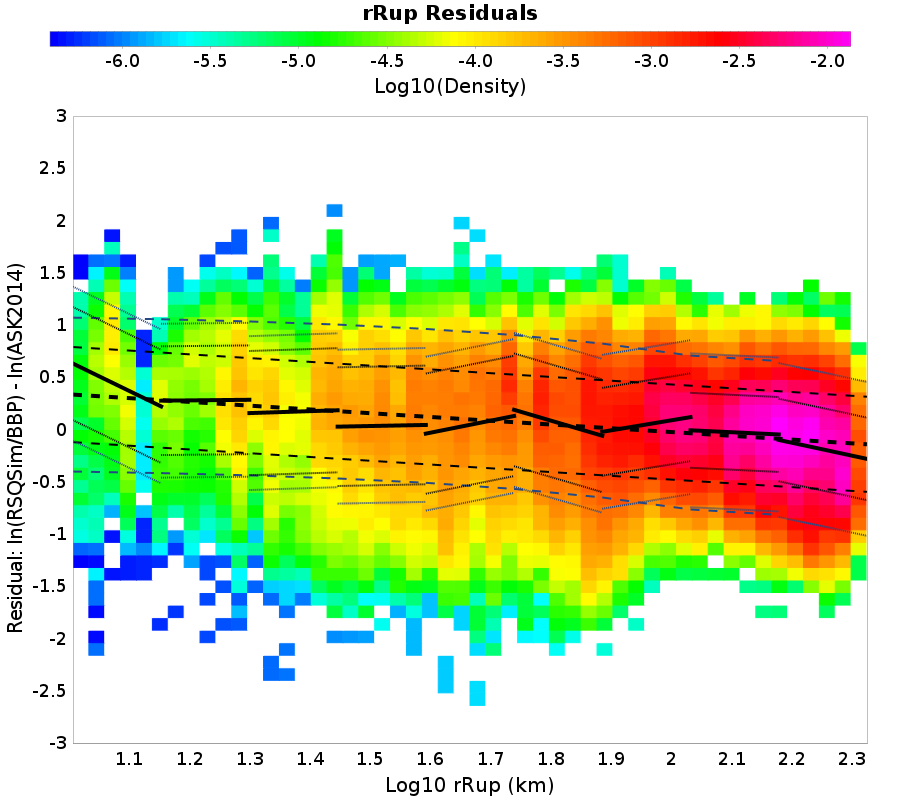 rRup Residuals
-6.0 -5.5 -5.0 -4.5 -4.0 -3.5 -3.0 -2.5 -2.0
Log10(Density)
Residual: ln(RSQSim/BBP) - ln(ASK2014)
3
2.5
2
1.5
1
0.5
0
-0.5
-1
-1.5
-2
-2.5
-3
1.1 1.2 1.3 1.4 1.5 1.6 1.7 1.8 1.9 2 2.1 2.2 2.3
Log10 rRup (km)